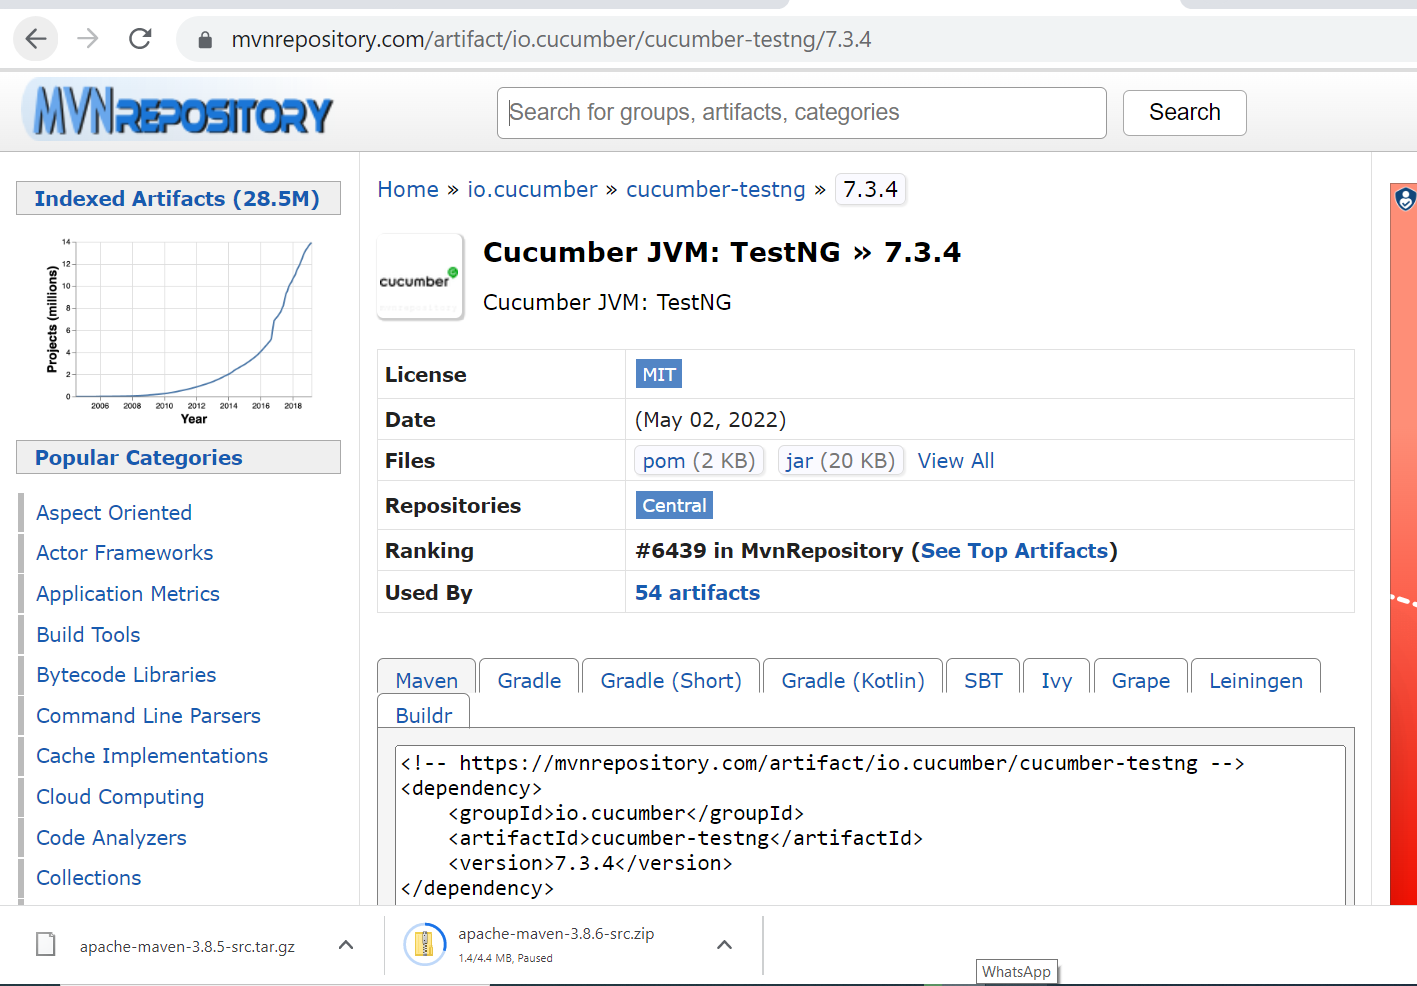 mvnrepository.com/artifact/io.cucumber/cucumber-testng/7.3.4
MVNREPOSITORY
Search for groups, artifacts, categories
Search
Indexed Artifacts (28.5M)
Projects (millions)
14
12
10
8
6
4
2
0
2006 2008 2010 2012 2014 2016 2018
Year
Popular Categories
Aspect Oriented
Actor Frameworks
Application Metrics
Build Tools
Bytecode Libraries
Command Line Parsers
Cache Implementations
Cloud Computing
Code Analyzers
Collections
Home » io.cucumber » cucumber-testng » 7.3.4
cucumber
Cucumber JVM: TestNG » 7.3.4
Cucumber JVM: TestNG
License MIT
Date (May 02, 2022)
Files pom (2 KB) jar (20 KB) View All
Repositories Central
Ranking #6439 in MvnRepository (See Top Artifacts)
Used By 54 artifacts
Maven Gradle Gradle (Short) Gradle (Kotlin) SBT Ivy Grape Leiningen
Buildr
<!-- https://mvnrepository.com/artifact/io.cucumber/cucumber-testng -->
<dependency>
    <groupId>io.cucumber</groupId>
    <artifactId>cucumber-testng</artifactId>
    <version>7.3.4</version>
</dependency>
apache-maven-3.8.5-src.tar.gz
apache-maven-3.8.6-src.zip
1.4/4.4 MB, Paused
WhatsApp